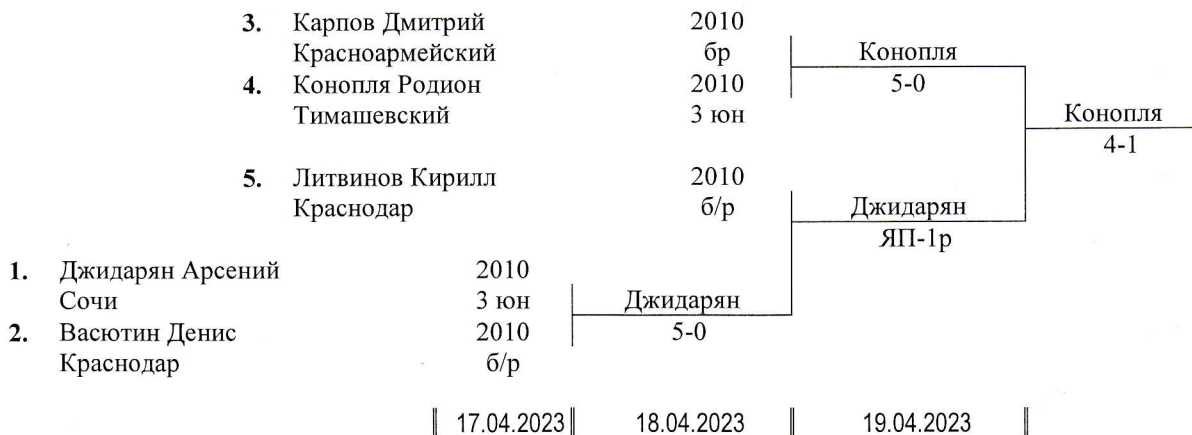 3. Карпов Дмитрий 2010
Красноармейский бр Конопля
4. Конопля Родион 2010 5-0
Тимашевский 3 юн Конопля
4-1
5. Литвинов Кирилл 2010
Краснодар б/р Джидарян
ЯП-1р
1. Джидарян Арсений 2010
Сочи 3 юн Джидарян
2. Васютин Денис 2010 5-0
Краснодар б/р
17.04.2023 18.04.2023 19.04.2023